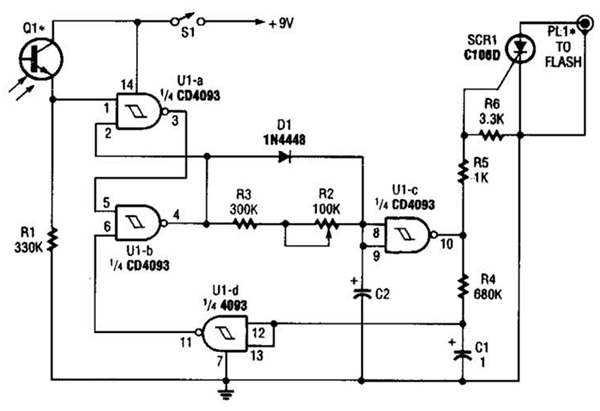 Q1*
S1
+9V
PL1*
TO
FLASH
SCR1
C106D
14
U1-a
1/4 CD4093
1
2
3
R6
3.3K
D1
1N4448
R5
1K
U1-c
1/4 CD4093
5
6
4
R3
300K
R2
100K
8
9
10
R1
330K
U1-b
1/4 CD4093
R4
680K
U1-d
1/4 4093
+
C2
11
12
13
7
+
C1
1